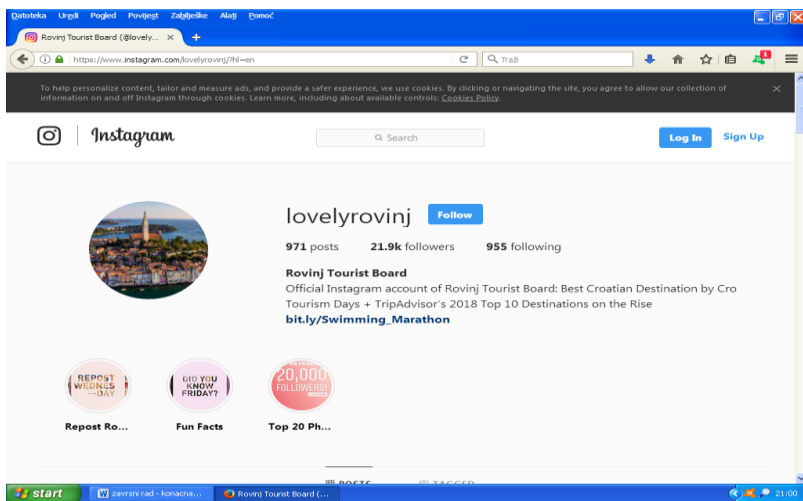 Datoteka Uredi Pogled Povijest Zabilješke Alati Pomoć
Rovinj Tourist Board (@lovely...
https://www.instagram.com/lovelyrovinj/?hl=en
Traži
1
To help personalize content, tailor and measure ads, and provide a safer experience, we use cookies. By clicking or navigating the site, you agree to allow our collection of
information on and off Instagram through cookies. Learn more, including about available controls: Cookies Policy.
Instagram
Search
Log In
Sign Up
lovelyrovinj
Follow
971 posts 21.9k followers 955 following
Rovinj Tourist Board
Official Instagram account of Rovinj Tourist Board: Best Croatian Destination by Cro
Tourism Days + TripAdvisor's 2018 Top 10 Destinations on the Rise
bit.ly/Swimming_Marathon
REPOST
WEDNES
—DAY
DID YOU
KNOW
FRIDAY?
20,000
FOLLOWERS!
Repost Ro... Fun Facts Top 20 Ph...
POSTS TAGGED
start
zavrsni rad - konacna...
Rovinj Tourist Board (...
21:00